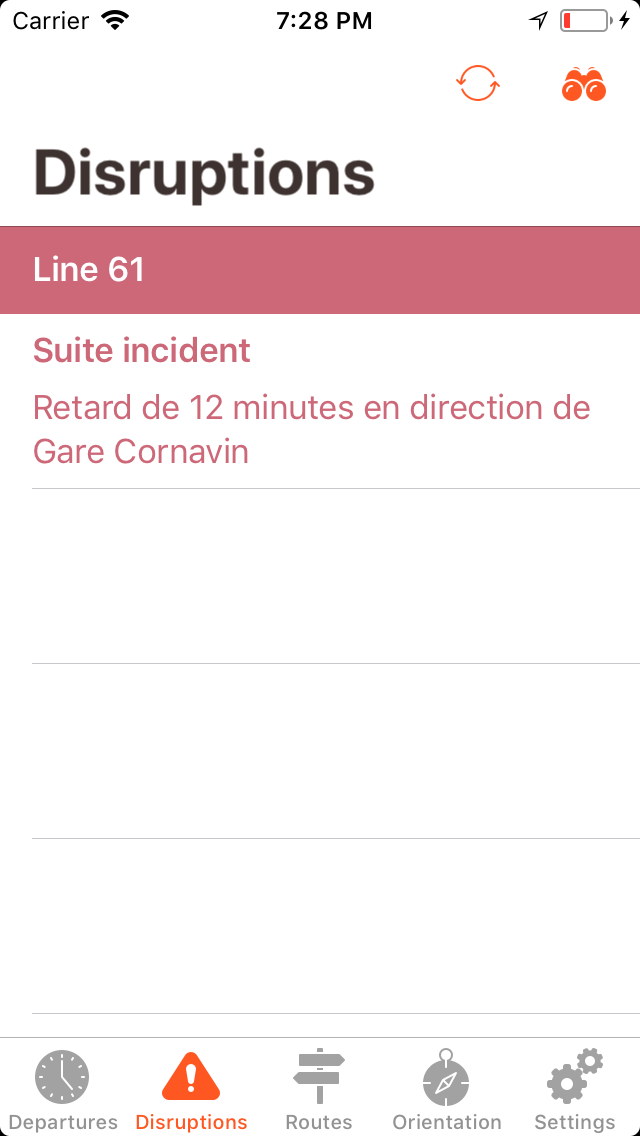 Carrier 7:28 PM
Disruptions
Line 61
Suite incident
Retard de 12 minutes en direction de
Gare Cornavin
Departures Disruptions Routes Orientation Settings